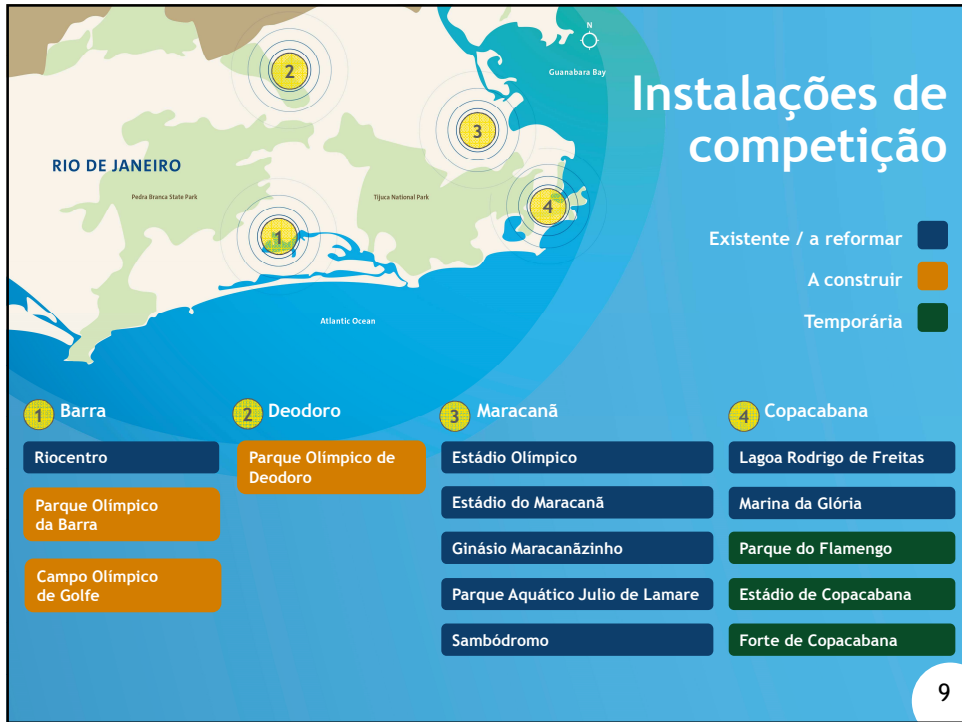 N
Guanabara Bay
2
3
4
1
RIO DE JANEIRO
Pedra Branca State Park
Tijuca National Park
Atlantic Ocean
Instalações de
competição
Existente / a reformar
A construir
Temporária
1 Barra
Riocentro
Parque Olímpico
da Barra
Campo Olímpico
de Golfe
2 Deodoro
Parque Olímpico de
Deodoro
3 Maracanã
Estádio Olímpico
Estádio do Maracanã
Ginásio Maracanãzinho
Parque Aquático Julio de Lamare
Sambódromo
4 Copacabana
Lagoa Rodrigo de Freitas
Marina da Glória
Parque do Flamengo
Estádio de Copacabana
Forte de Copacabana
9